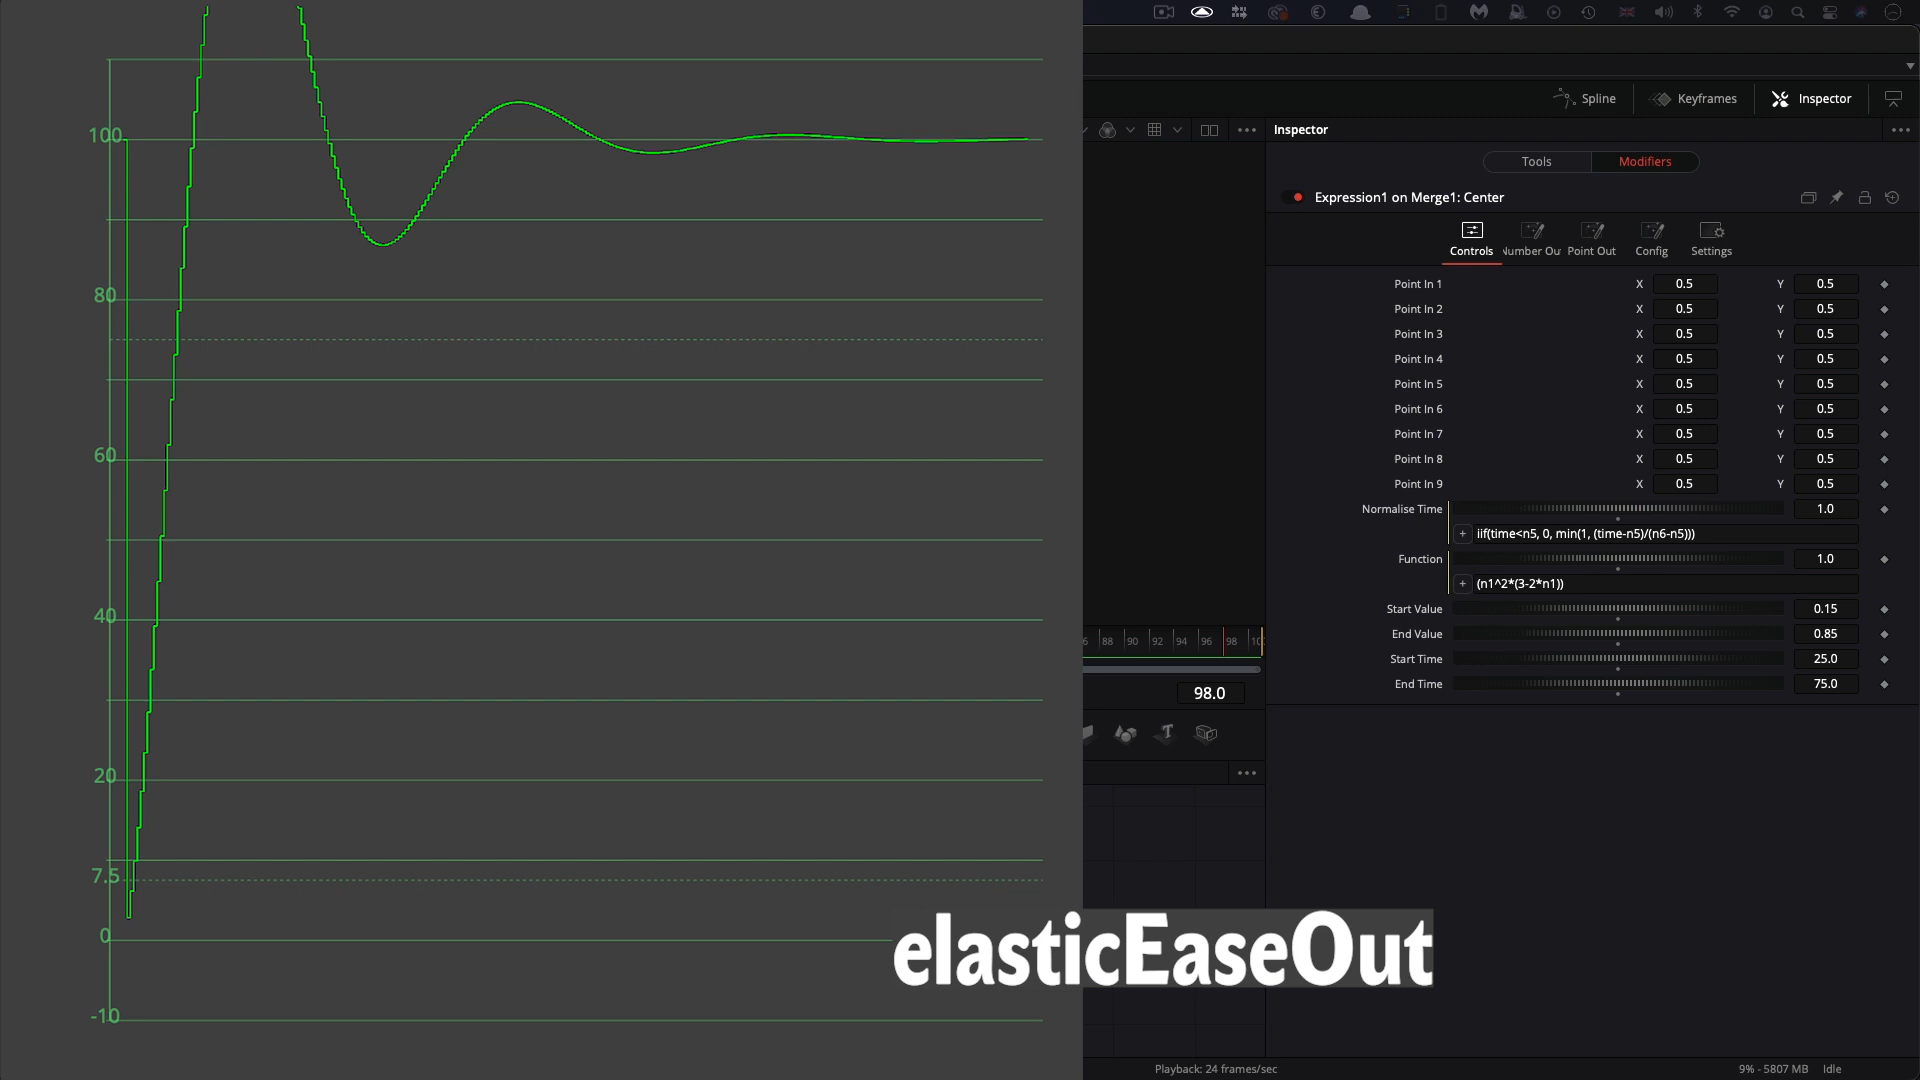 100
80
60
40
20
7.5
0
-10
Spline
Keyframes
Inspector
Inspector
Tools
Modifiers
Expression1 on Merge1: Center
Controls
Point Out
Config
Settings
Point In 1 X 0.5 Y 0.5
Point In 2 X 0.5 Y 0.5
Point In 3 X 0.5 Y 0.5
Point In 4 X 0.5 Y 0.5
Point In 5 X 0.5 Y 0.5
Point In 6 X 0.5 Y 0.5
Point In 7 X 0.5 Y 0.5
Point In 8 X 0.5 Y 0.5
Point In 9 X 0.5 Y 0.5
Normalise Time 1.0
+ iif(time<n5, 0, min(1, (time-n5)/(n6-n5)))
Function 1.0
+ (n1^2*(3-2*n1))
Start Value 0.15
End Value 0.85
Start Time 25.0
End Time 75.0
88 90 92 94 96 98
98.0
T
elasticEaseOut
Playback: 24 frames/sec
9% - 5807 MB
Idle